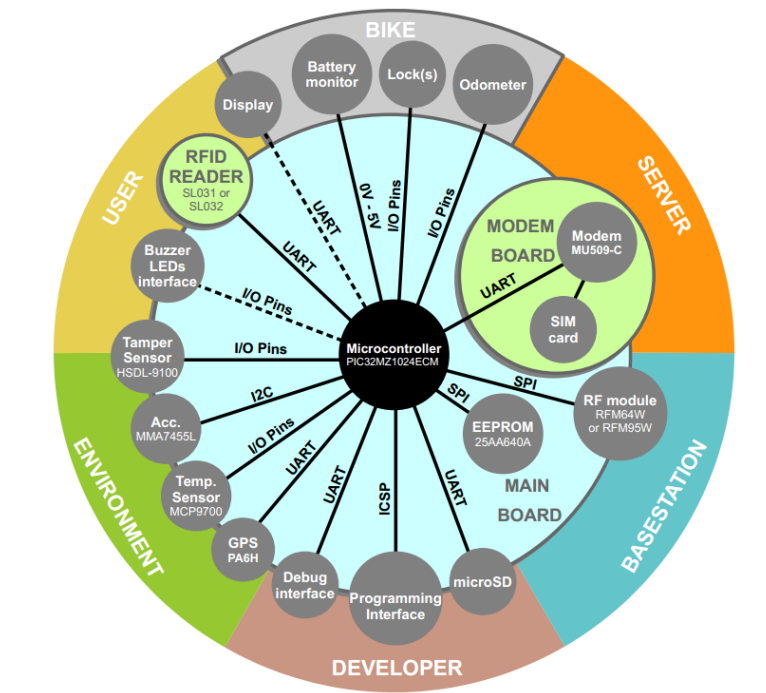 BIKE
Battery
monitor
Lock(s)
Odometer
Display
RFID
READER
SL031 or
SL032
USER
SERVER
UART
0V - 5V
I/O Pins
I/O Pins
MODEM
BOARD
Modem
MU509-C
UART
SIM
card
Buzzer
LEDs
interface
UART
I/O Pins
Tamper
Sensor
HSDL-9100
I/O Pins
Microcontroller
PIC32MZ1024ECM
SPI
SPI
RF module
RFM64W
or RFM95W
EEPROM
25AA640A
MAIN
BOARD
Acc.
MMA7455L
I2C
I/O Pins
Temp.
Sensor
MCP9700
UART
GPS
PA6H
UART
ICSP
UART
Debug
interface
Programming
Interface
microSD
ENVIRONMENT
BASESTATION
DEVELOPER